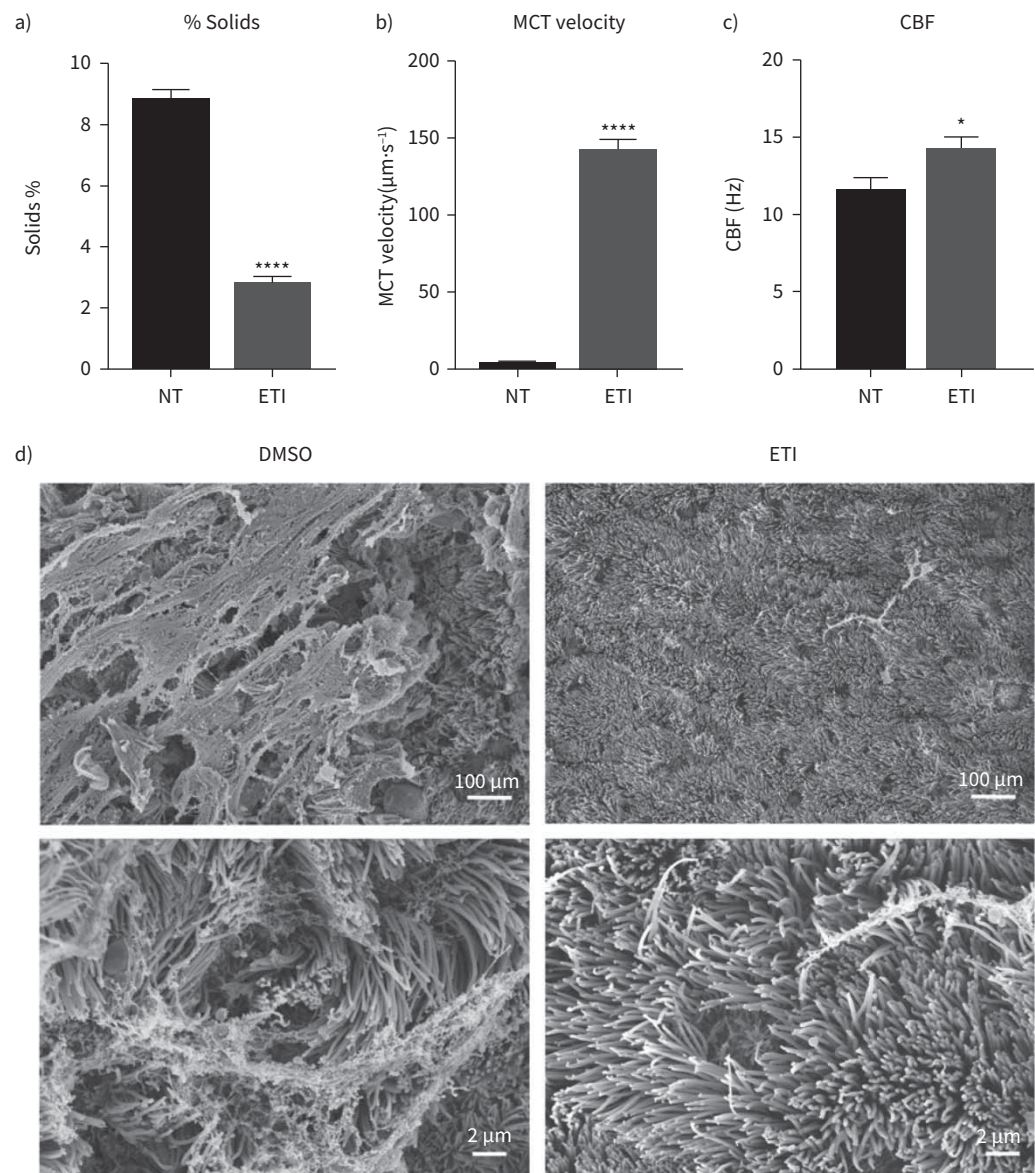 a)
% Solids
Solids %
10
8
6
4
2
0
****
NT
ETI
b)
MCT velocity
MCT velocity(µm·s⁻¹)
200
150
100
50
0
****
NT
ETI
c)
CBF
CBF (Hz)
20
15
10
5
0
*
NT
ETI
d)
DMSO
ETI
100 µm
100 µm
2 µm
2 µm